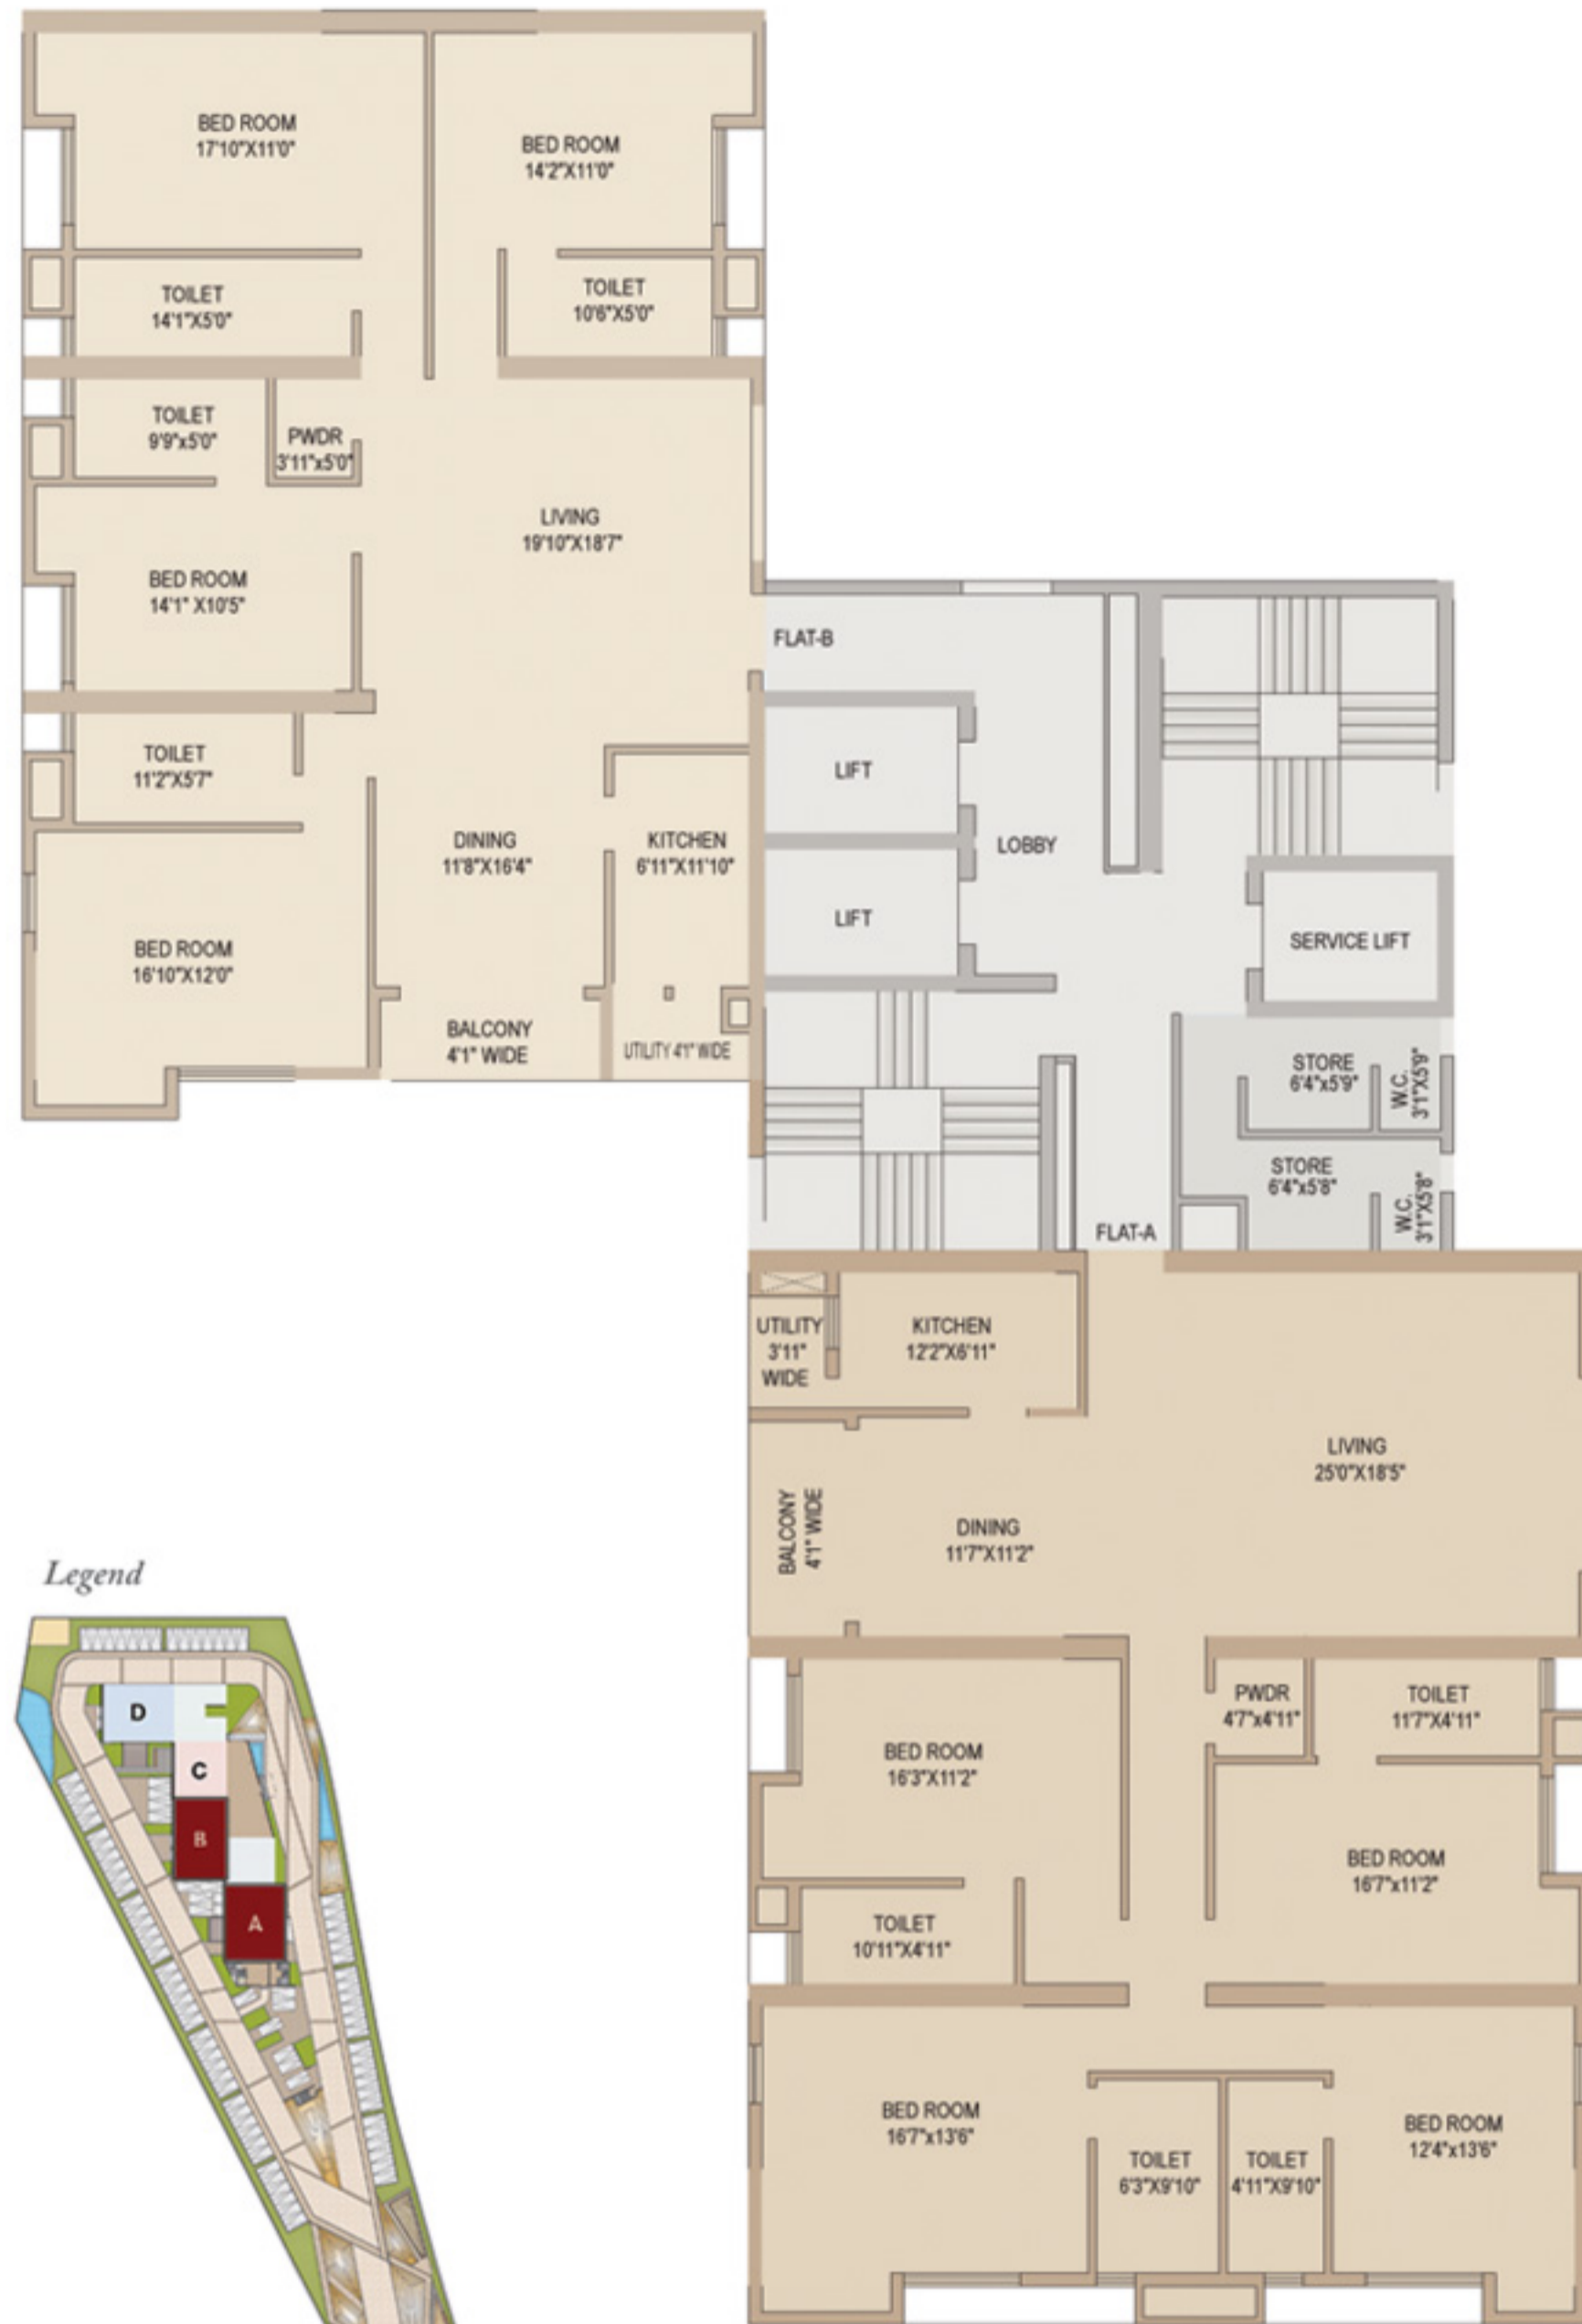 BED ROOM
17'10"X11'0"
BED ROOM
14'2"X11'0"
TOILET
14'1"X5'0"
TOILET
10'6"X5'0"
TOILET
9'9"x5'0"
PWDR
3'11"x5'0"
LIVING
19'10"X18'7"
BED ROOM
14'1" X10'5"
FLAT-B
TOILET
11'2"X5'7"
LIFT
DINING
11'8"X16'4"
KITCHEN
6'11"X11'10"
LOBBY
LIFT
SERVICE LIFT
BED ROOM
16'10"X12'0"
BALCONY
4'1" WIDE
UTILITY 4'1" WIDE
STORE
6'4"x5'9"
W.C.
3'1"X5'9"
STORE
6'4"x5'8"
W.C.
3'1"X5'8"
FLAT-A
UTILITY
3'11"
WIDE
KITCHEN
12'2"X6'11"
LIVING
25'0"X18'5"
BALCONY
4'1" WIDE
DINING
11'7"X11'2"
PWDR
4'7"x4'11"
TOILET
11'7"X4'11"
BED ROOM
16'3"X11'2"
BED ROOM
16'7"x11'2"
TOILET
10'11"X4'11"
BED ROOM
16'7"x13'6"
BED ROOM
12'4"x13'6"
TOILET
6'3"X9'10"
TOILET
4'11"X9'10"
Legend
D
C
B
A